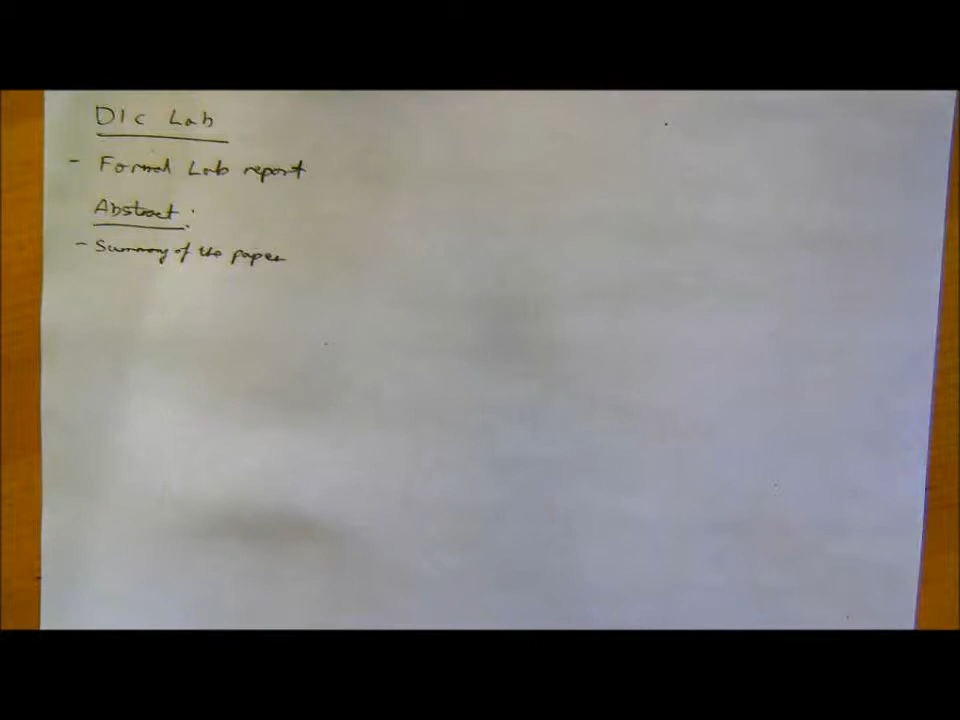 DIC Lab
- Formal Lab report
Abstract :
- Summary of the paper